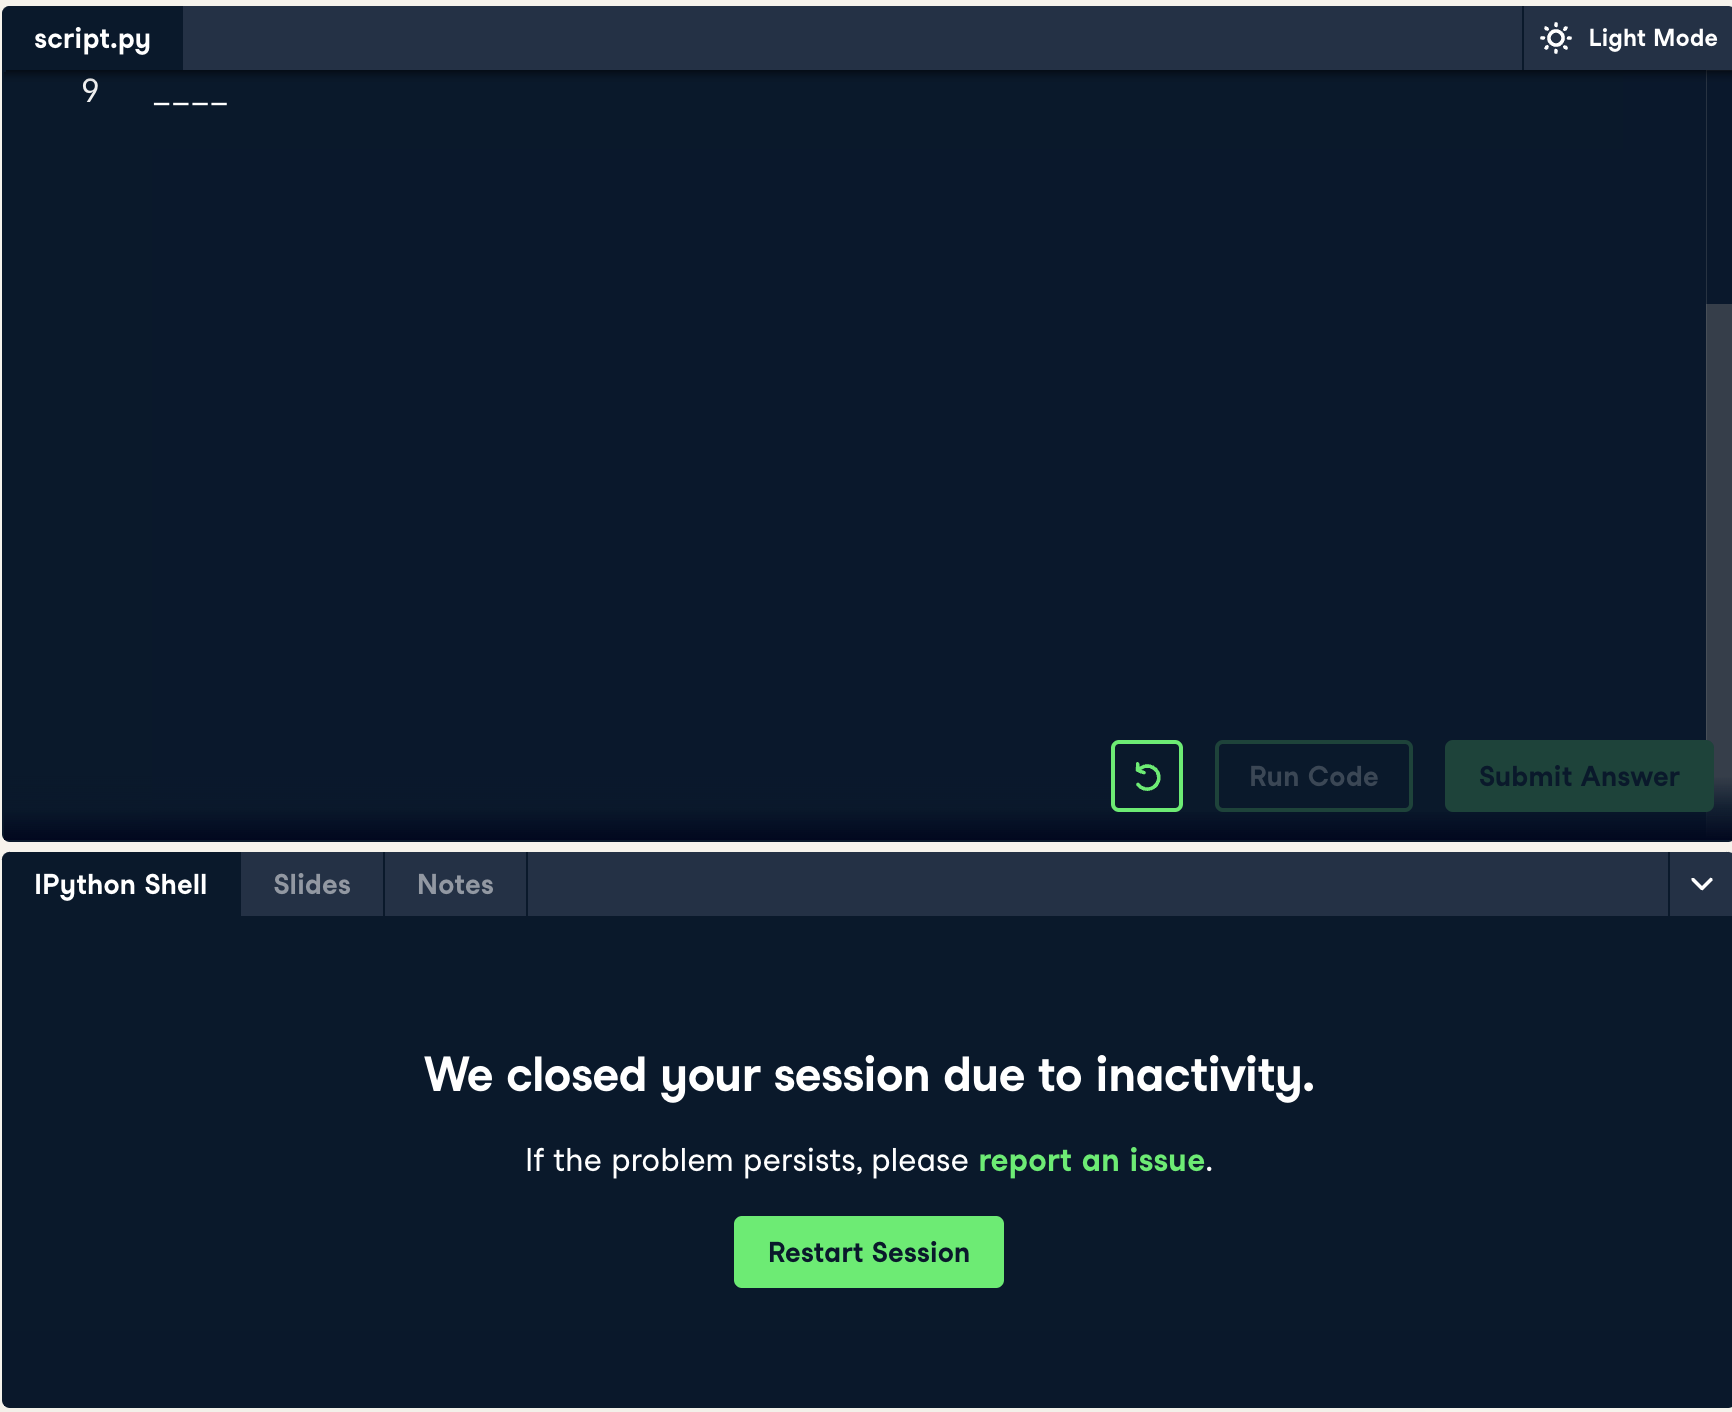 script.py
Light Mode
9 ____
Run Code
Submit Answer
IPython Shell
Slides
Notes
We closed your session due to inactivity.
If the problem persists, please report an issue.
Restart Session